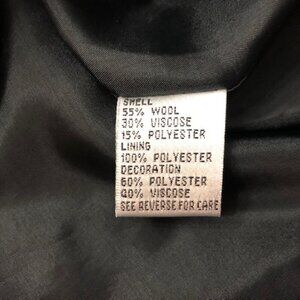 SHELL
55% WOOL
30% VISCOSE
15% POLYESTER
LINING
100% POLYESTER
DECORATION
60% POLYESTER
40% VISCOSE
SEE REVERSE FOR CARE